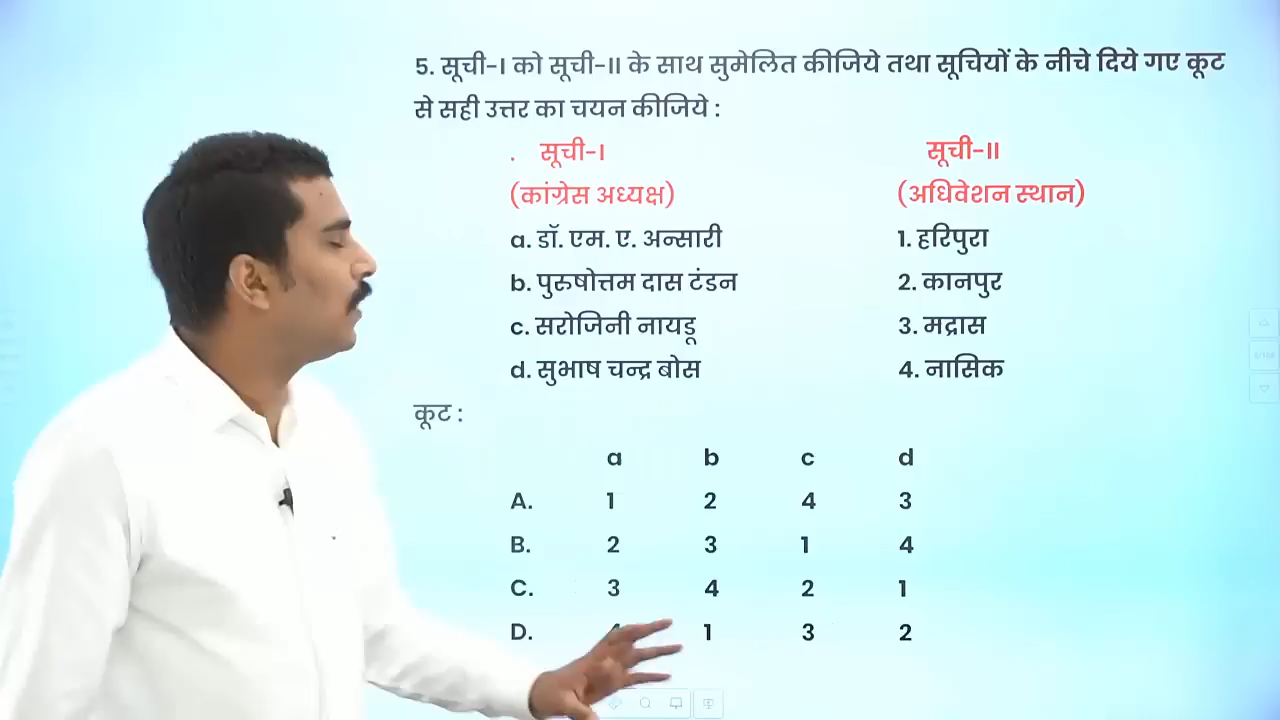 5. सूची-I को सूची-II के साथ सुमेलित कीजिये तथा सूचियों के नीचे दिये गए कूट
से सही उत्तर का चयन कीजिये :
. सूची-I सूची-II
(कांग्रेस अध्यक्ष) (अधिवेशन स्थान)
a. डॉ. एम. ए. अन्सारी 1. हरिपुरा
b. पुरुषोत्तम दास टंडन 2. कानपुर
c. सरोजिनी नायडू 3. मद्रास
d. सुभाष चन्द्र बोस 4. नासिक
कूट :
a b c d
A. 1 2 4 3
B. 2 3 1 4
C. 3 4 2 1
D. 1 3 2